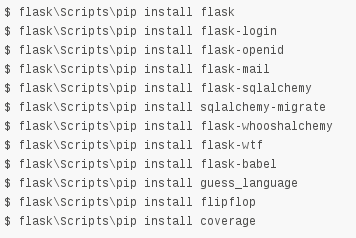 $ flask\Scripts\pip install flask
$ flask\Scripts\pip install flask-login
$ flask\Scripts\pip install flask-openid
$ flask\Scripts\pip install flask-mail
$ flask\Scripts\pip install flask-sqlalchemy
$ flask\Scripts\pip install sqlalchemy-migrate
$ flask\Scripts\pip install flask-whooshalchemy
$ flask\Scripts\pip install flask-wtf
$ flask\Scripts\pip install flask-babel
$ flask\Scripts\pip install guess_language
$ flask\Scripts\pip install flipflop
$ flask\Scripts\pip install coverage